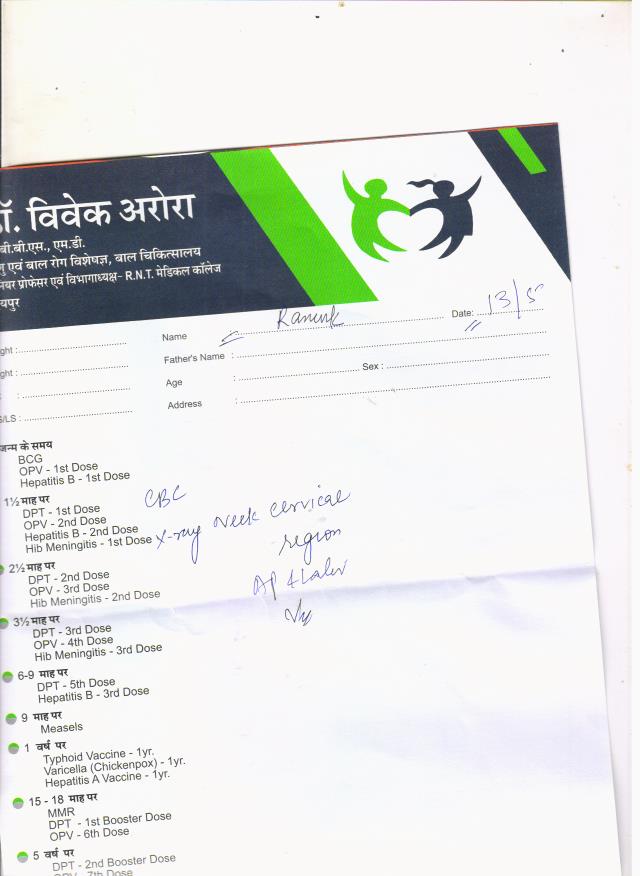 डॉ. विवेक अरोरा
बी.बी.एस., एम.डी.
एवं बाल रोग विशेषज्ञ, बाल चिकित्सालय
प्रोफेसर एवं विभागाध्यक्ष- R.N.T. मेडिकल कॉलेज
Name :
Date: 13/5
Father's Name :
Age : Sex :
Address :
जन्म के समय
BCG
OPV - 1st Dose
Hepatitis B - 1st Dose
1½ माह पर
DPT - 1st Dose
OPV - 2nd Dose
Hepatitis B - 2nd Dose
Hib Meningitis - 1st Dose
CBC
X-ray Neck cervical
region
AP &
2½ माह पर
DPT - 2nd Dose
OPV - 3rd Dose
Hib Meningitis - 2nd Dose
3½ माह पर
DPT - 3rd Dose
OPV - 4th Dose
Hib Meningitis - 3rd Dose
6-9 माह पर
DPT - 5th Dose
Hepatitis B - 3rd Dose
9 माह पर
Measels
1 वर्ष पर
Typhoid Vaccine - 1yr.
Varicella (Chickenpox) - 1yr.
Hepatitis A Vaccine - 1yr.
15 - 18 माह पर
MMR
DPT - 1st Booster Dose
OPV - 6th Dose
5 वर्ष पर
DPT - 2nd Booster Dose
OPV - 7th Dose